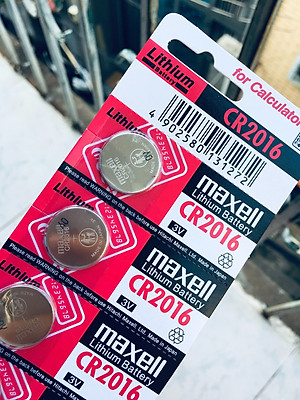 Lithium
Battery
for Calculator
CR2016
4 902580 131272
maxell
Lithium Battery
CR2016
3V
Please read WARNING on the back before use Hitachi Maxell, Ltd. Made in Japan
Lithium
maxell
Lithium Battery
CR2016
3V
Please read WARNING on the back before use Hitachi Maxell, Ltd. Made in Japan
Lithium
maxell
Lithium Battery
CR2016
3V